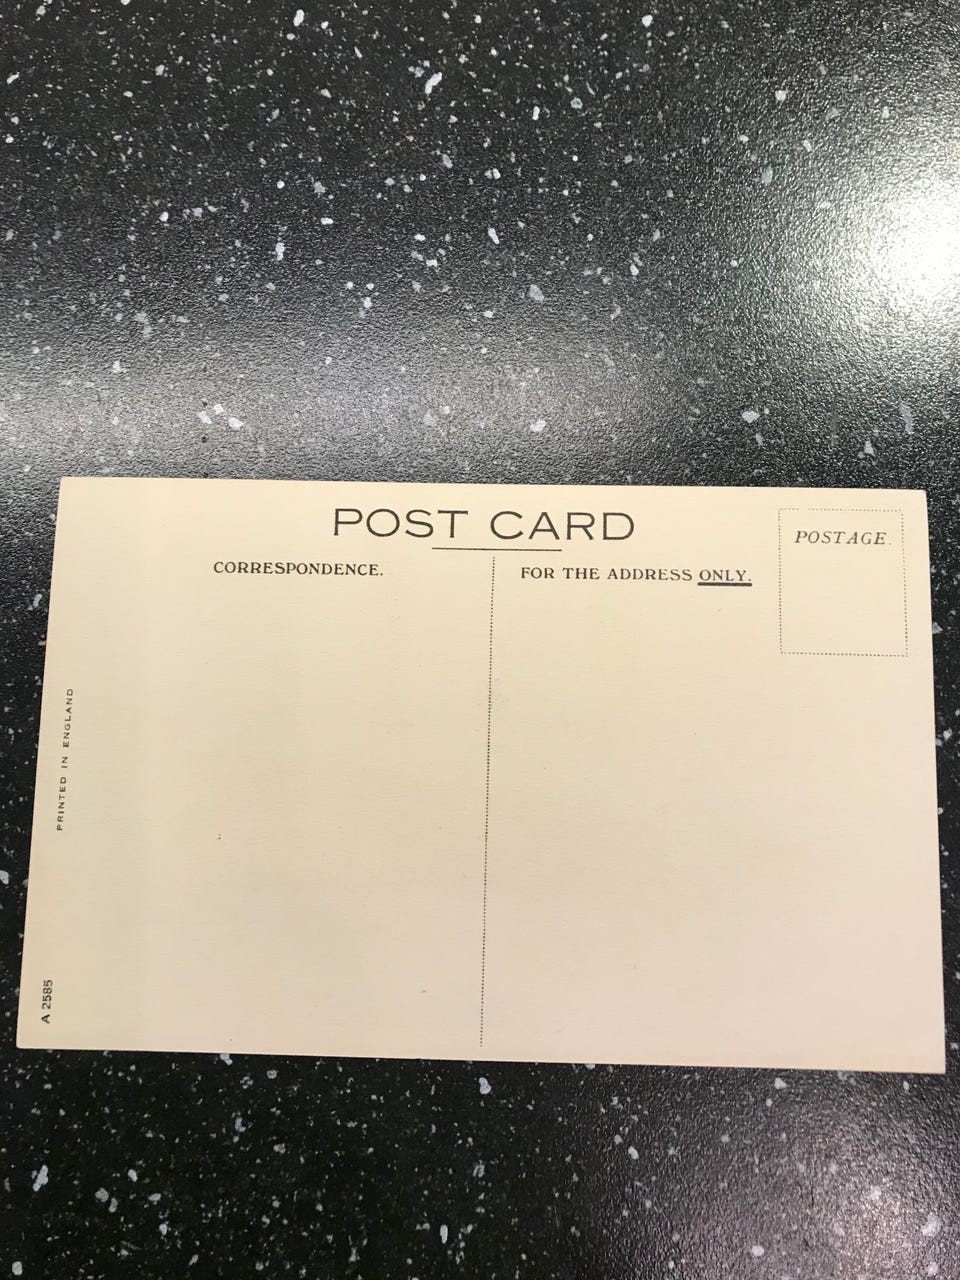 POST CARD
CORRESPONDENCE.
FOR THE ADDRESS ONLY.
POSTAGE.
PRINTED IN ENGLAND
A 2585